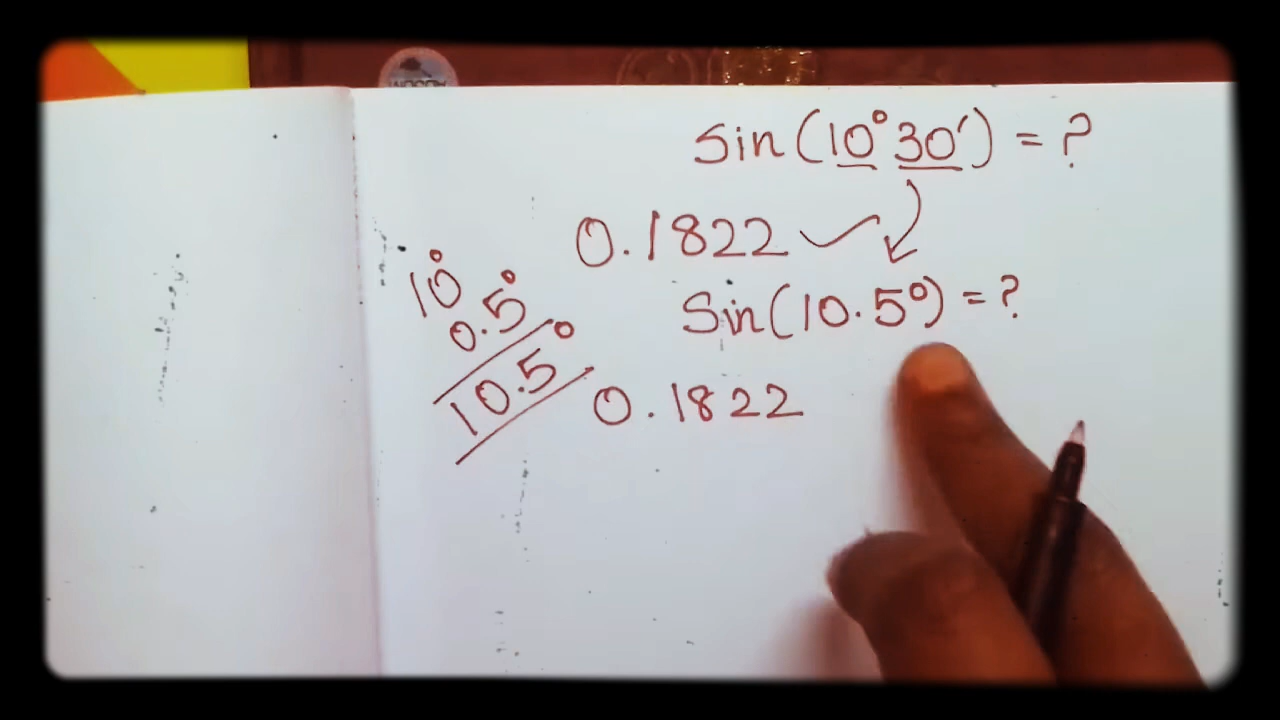 Sin(10°30′) = ?
0.1822 ✓
Sin(10.5°) = ?
10°
0.5°
10.5°
0.1822